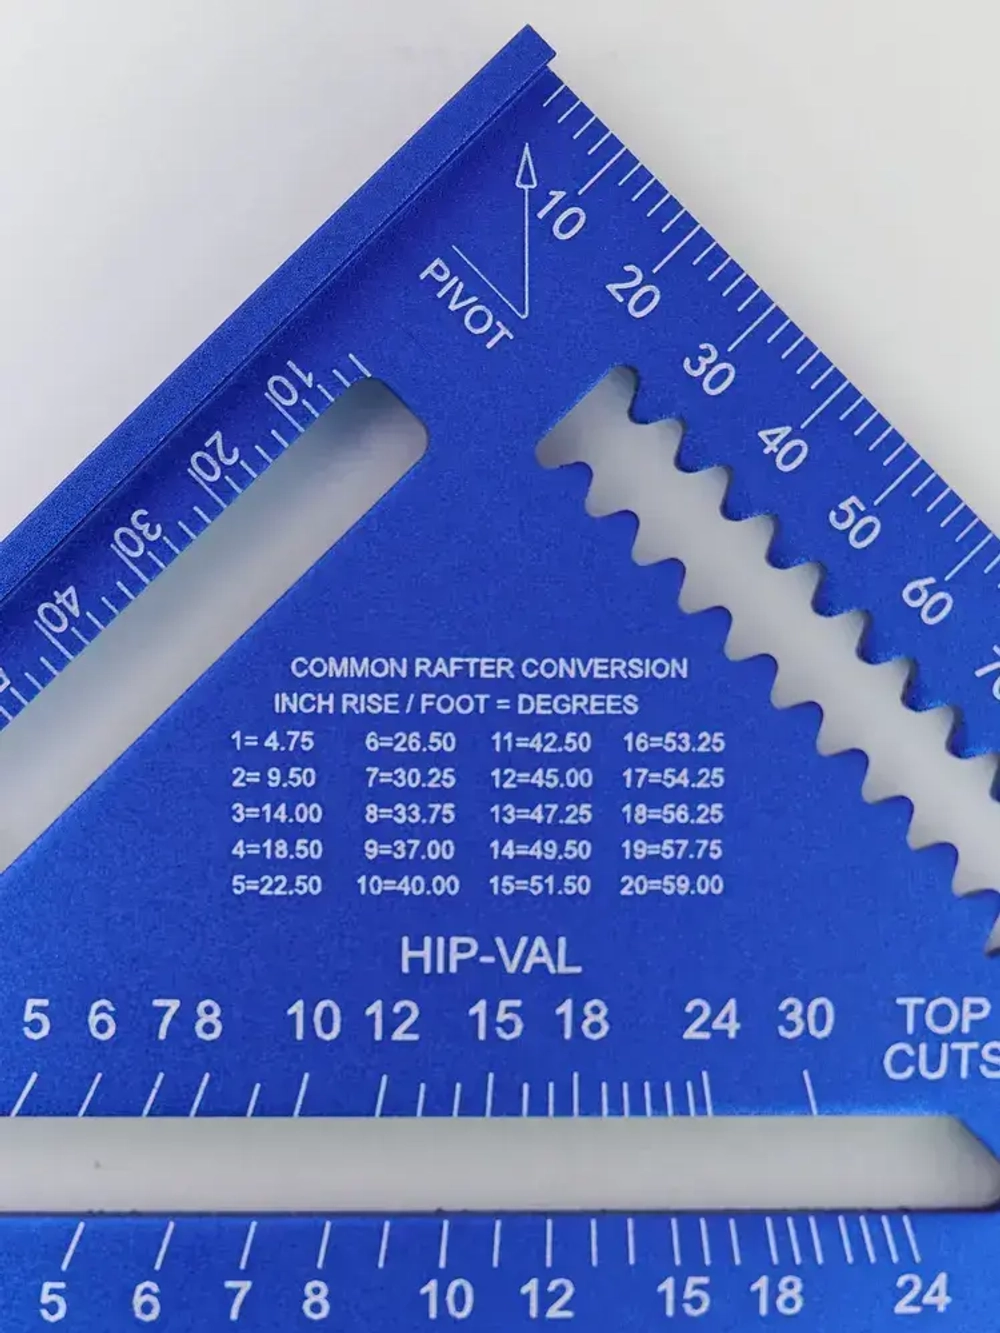 10
20
30
40
50
60
PIVOT
10
20
30
40
COMMON RAFTER CONVERSION
INCH RISE / FOOT = DEGREES
1= 4.75 6=26.50 11=42.50 16=53.25
2= 9.50 7=30.25 12=45.00 17=54.25
3=14.00 8=33.75 13=47.25 18=56.25
4=18.50 9=37.00 14=49.50 19=57.75
5=22.50 10=40.00 15=51.50 20=59.00
HIP-VAL
5 6 7 8 10 12 15 18 24 30 TOP
CUTS
5 6 7 8 10 12 15 18 24